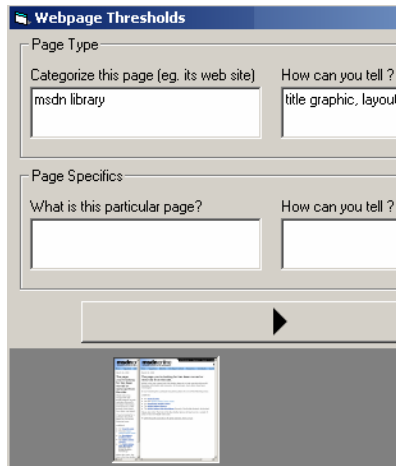 Webpage Thresholds
Page Type
Categorize this page (eg. its web site) How can you tell ?
msdn library title graphic, layout
Page Specifics
What is this particular page? How can you tell ?